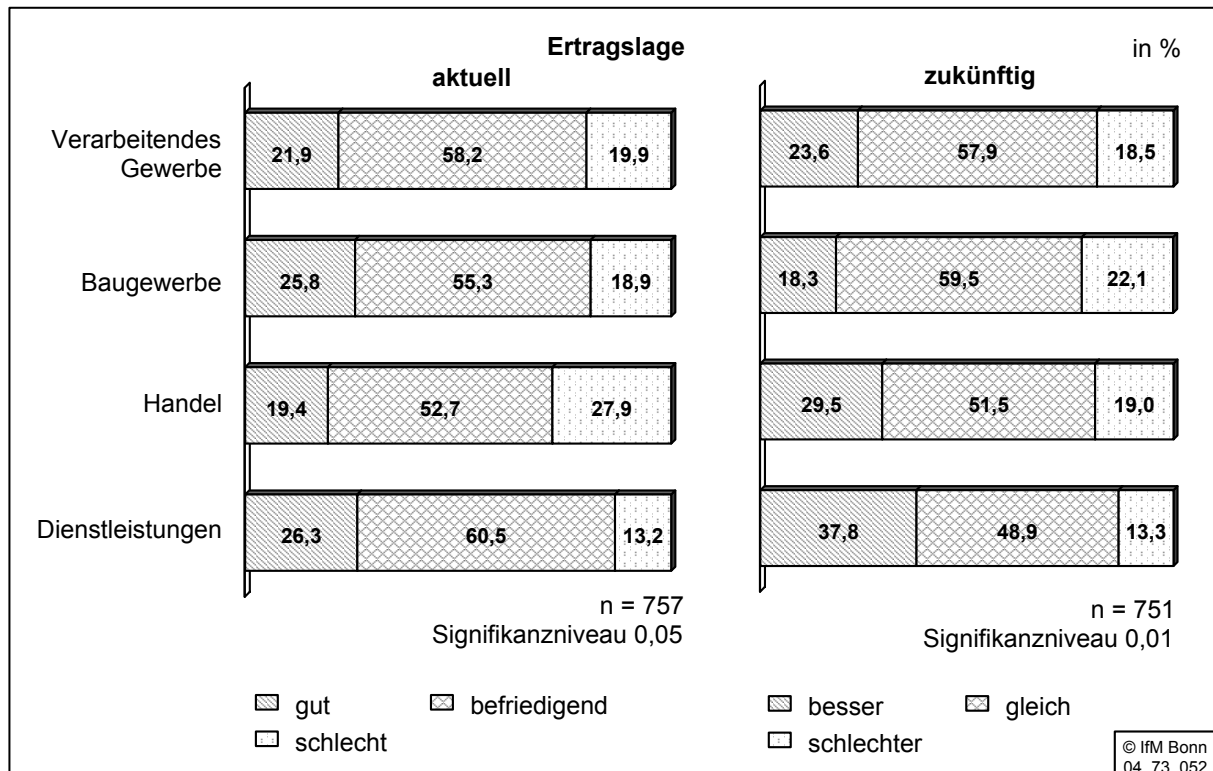 Ertragslage
in %
aktuell
zukünftig
Verarbeitendes
Gewerbe
21,9 58,2 19,9
23,6 57,9 18,5
Baugewerbe
25,8 55,3 18,9
18,3 59,5 22,1
Handel
19,4 52,7 27,9
29,5 51,5 19,0
Dienstleistungen
26,3 60,5 13,2
37,8 48,9 13,3
n = 757
Signifikanzniveau 0,05
n = 751
Signifikanzniveau 0,01
gut befriedigend
schlecht
besser gleich
schlechter
© IfM Bonn
04 73 052